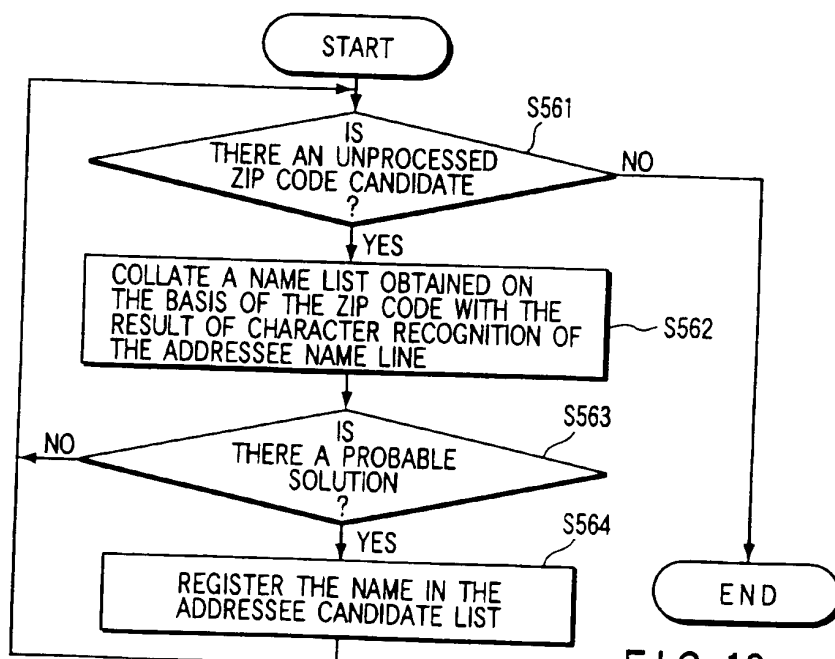 START
S561
IS
THERE AN UNPROCESSED
ZIP CODE CANDIDATE
?
NO
YES
COLLATE A NAME LIST OBTAINED ON
THE BASIS OF THE ZIP CODE WITH THE
RESULT OF CHARACTER RECOGNITION OF
THE ADDRESSEE NAME LINE
S562
S563
NO
IS
THERE A PROBABLE
SOLUTION
?
YES
S564
REGISTER THE NAME IN THE
ADDRESSEE CANDIDATE LIST
END